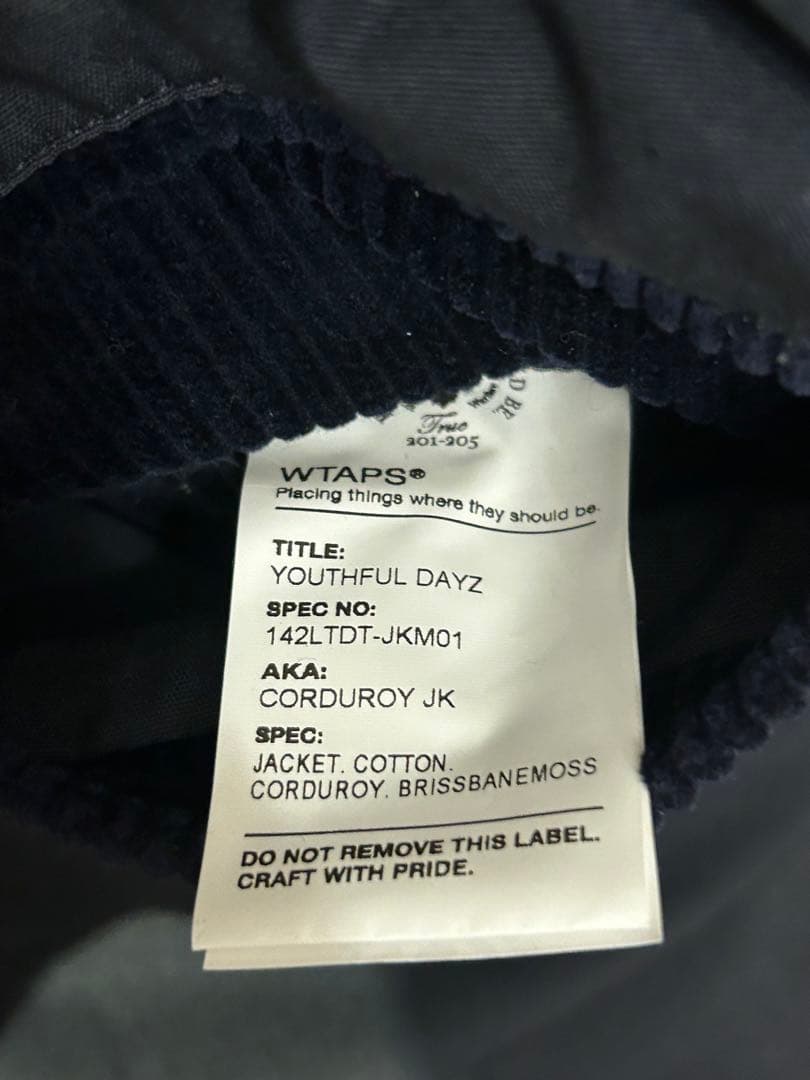 D BE.
True
201-205
WTAPS®
Placing things where they should be.
TITLE:
YOUTHFUL DAYZ
SPEC NO:
142LTDT-JKM01
AKA:
CORDUROY JK
SPEC:
JACKET. COTTON.
CORDUROY. BRISSBANEMOSS
DO NOT REMOVE THIS LABEL.
CRAFT WITH PRIDE.